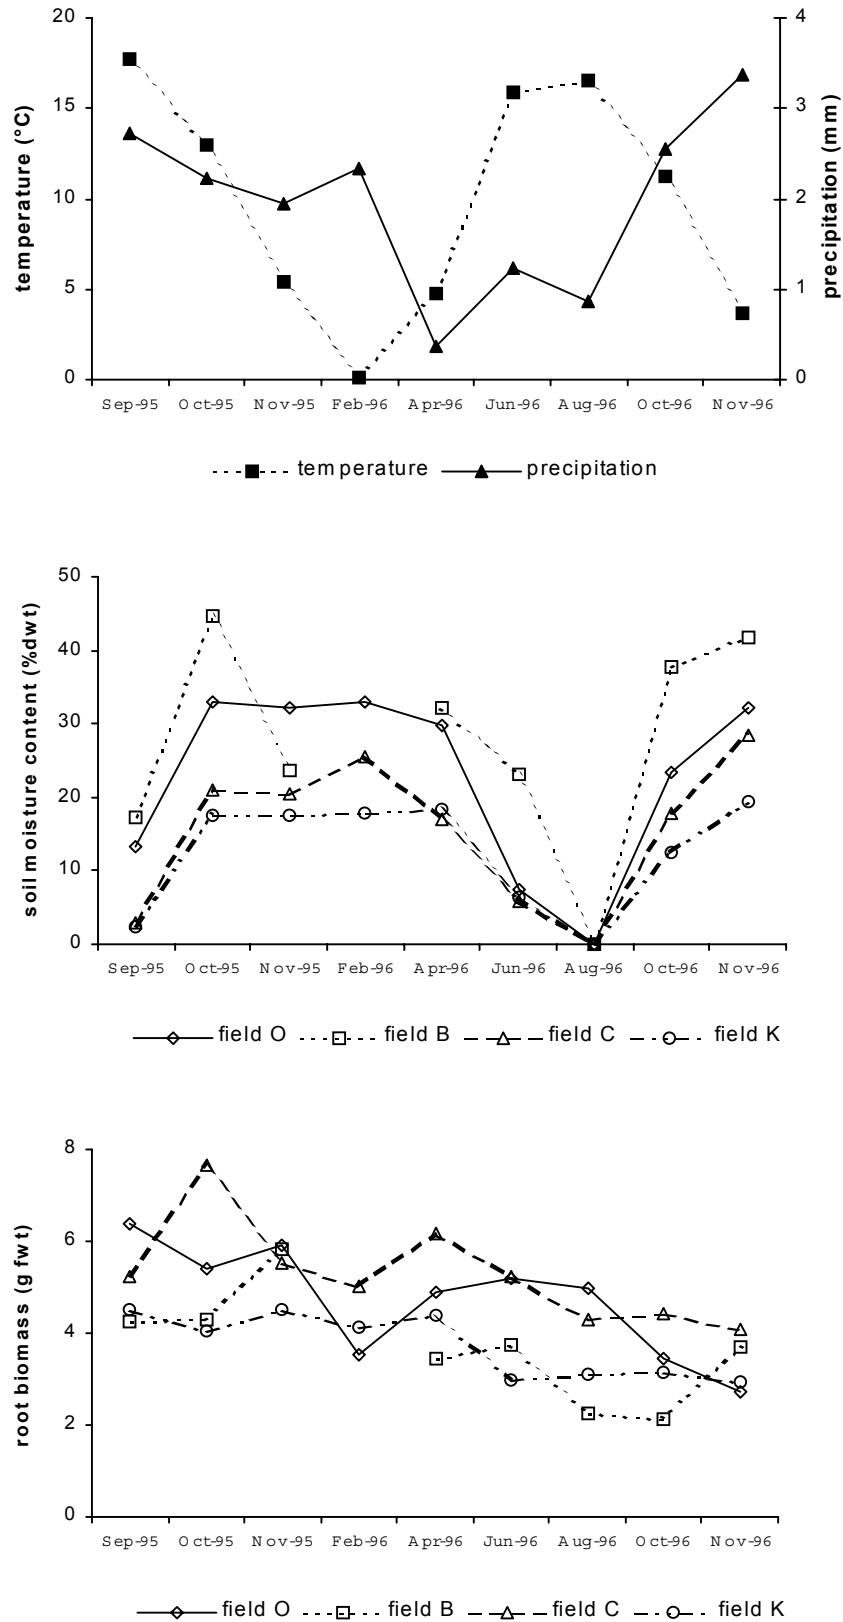 20
15
10
5
0
temperature (°C)
4
3
2
1
0
precipitation (mm)
Sep-95 Oct-95 Nov-95 Feb-96 Apr-96 Jun-96 Aug-96 Oct-96 Nov-96
temperature precipitation
50
40
30
20
10
0
soil moisture content (%dwt)
Sep-95 Oct-95 Nov-95 Feb-96 Apr-96 Jun-96 Aug-96 Oct-96 Nov-96
field O field B field C field K
8
6
4
2
0
root biomass (g fwt)
Sep-95 Oct-95 Nov-95 Feb-96 Apr-96 Jun-96 Aug-96 Oct-96 Nov-96
field O field B field C field K